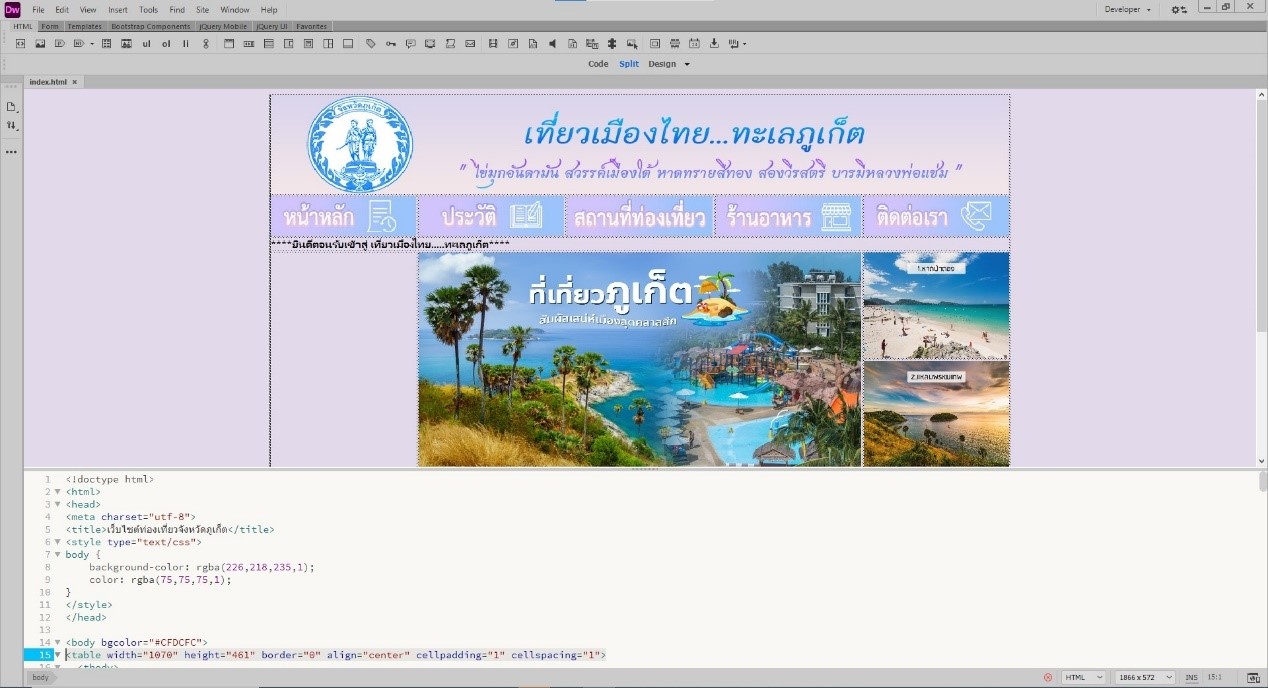 Dw File Edit View Insert Tools Find Site Window Help Developer
HTML Form Templates Bootstrap Components jQuery Mobile jQuery UI Favorites
ul ol li
Code Split Design
index.html ×
จังหวัดภูเก็ต
เที่ยวเมืองไทย...ทะเลภูเก็ต
" ไข่มุกอันดามัน สวรรค์เมืองใต้ หาดทรายสีทอง สองวีรสตรี บารมีหลวงพ่อแช่ม "
หน้าหลัก ประวัติ สถานที่ท่องเที่ยว ร้านอาหาร ติดต่อเรา
****ยินดีต้อนรับเข้าสู่ เที่ยวเมืองไทย.....ทะเลภูเก็ต****
ที่เที่ยวภูเก็ต
สัมผัสเสน่ห์เมืองสุดคลาสสิค
1.หาดป่าตอง
2.แหลมพรหมเทพ
1 <!doctype html>
2 <html>
3 <head>
4 <meta charset="utf-8">
5 <title>เว็บไซต์ท่องเที่ยวจังหวัดภูเก็ต</title>
6 <style type="text/css">
7 body {
8 background-color: rgba(226,218,235,1);
9 color: rgba(75,75,75,1);
10 }
11 </style>
12 </head>
13
14 <body bgcolor="#CFDCFC">
15 <table width="1070" height="461" border="0" align="center" cellpadding="1" cellspacing="1">
16 <tbody>
body HTML 1866 x 572 INS 15:1